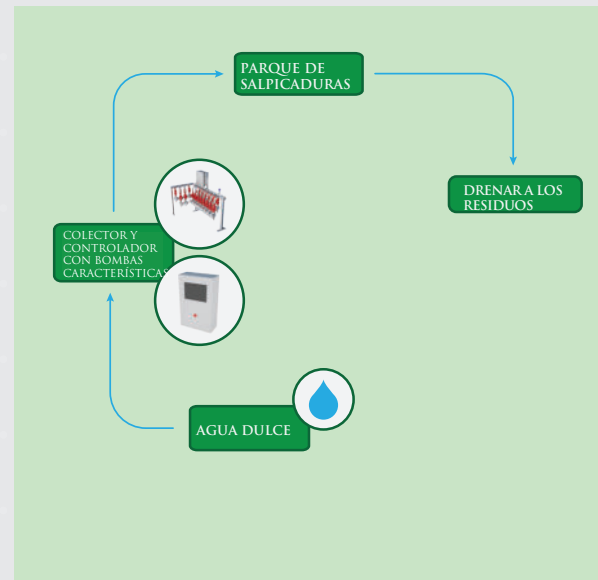 PARQUE DE
SALPICADURAS
DRENAR A LOS
RESIDUOS
COLECTOR Y
CONTROLADOR
CON BOMBAS
CARACTERÍSTICAS
AGUA DULCE